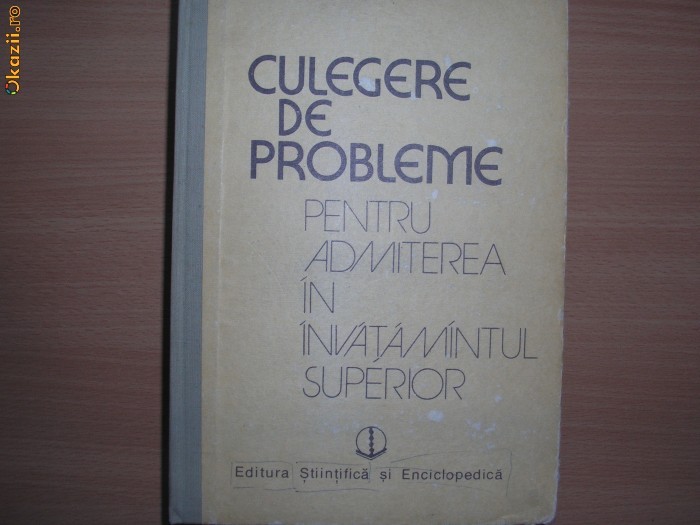 Okazii.ro
CULEGERE
DE
PROBLEME
PENTRU
ADMITEREA
ÎN
ÎNVĂȚĂMÎNTUL
SUPERIOR
Editura Științifică și Enciclopedică